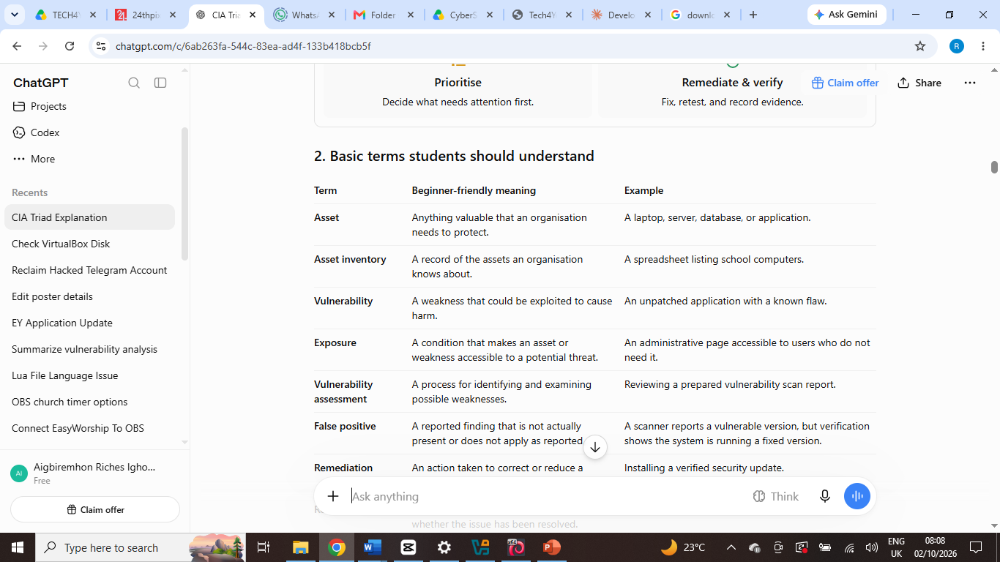 TECH4Y
24thpix
CIA Tria
Whats
Folder
CyberS
Tech4Y
Develo
downlo
Ask Gemini
chatgpt.com/c/6ab263fa-544c-83ea-ad4f-133b418bcb5f
R
ChatGPT
Projects
Codex
More
Recents
CIA Triad Explanation
Check VirtualBox Disk
Reclaim Hacked Telegram Account
Edit poster details
EY Application Update
Summarize vulnerability analysis
Lua File Language Issue
OBS church timer options
Connect EasyWorship To OBS
AI
Aigbiremhon Riches Igho...
Free
Claim offer
Prioritise
Decide what needs attention first.
Remediate & verify
Fix, retest, and record evidence.
Claim offer
Share
2. Basic terms students should understand
Term Beginner-friendly meaning Example
Asset Anything valuable that an organisation A laptop, server, database, or application.
needs to protect.
Asset inventory A record of the assets an organisation A spreadsheet listing school computers.
knows about.
Vulnerability A weakness that could be exploited to cause An unpatched application with a known flaw.
harm.
Exposure A condition that makes an asset or An administrative page accessible to users who do not
weakness accessible to a potential threat. need it.
Vulnerability A process for identifying and examining Reviewing a prepared vulnerability scan report.
assessment possible weaknesses.
False positive A reported finding that is not actually A scanner reports a vulnerable version, but verification
present or does not apply as reported shows the system is running a fixed version.
Remediation An action taken to correct or reduce a Installing a verified security update.
Ask anything
Think
whether the issue has been resolved.
Type here to search
23°C
ENG
UK
08:08
02/10/2026